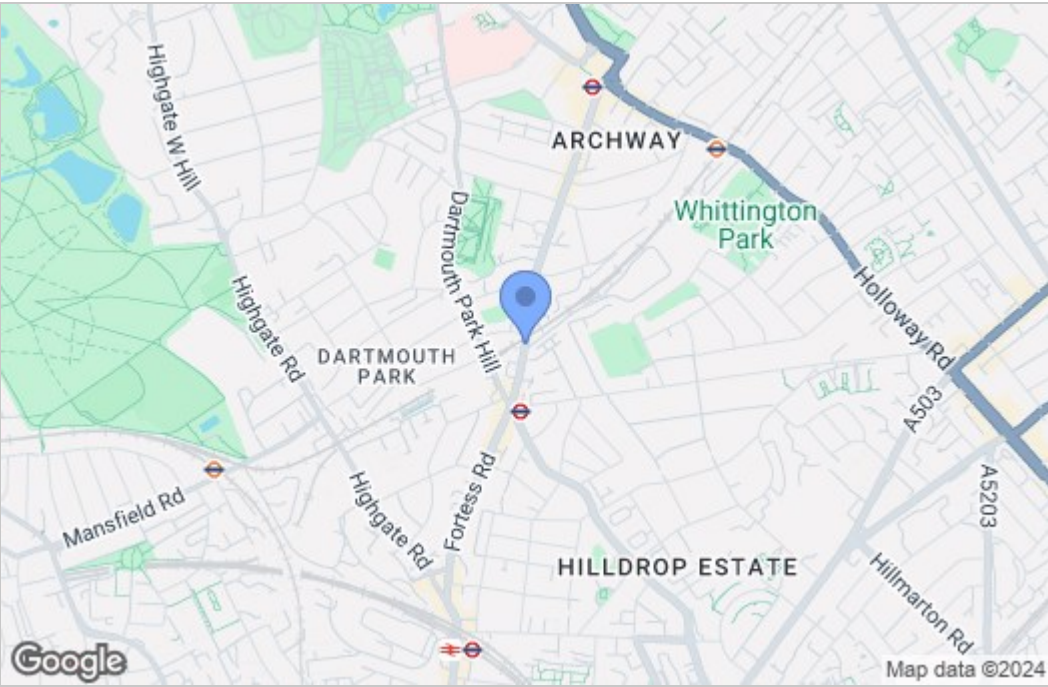 Highgate W Hill
ARCHWAY
Whittington
Park
Dartmouth Park Hill
Highgate Rd
Holloway Rd
DARTMOUTH
PARK
A503
Fortess Rd
Highgate Rd
Mansfield Rd
A5203
HILLDROP ESTATE
Hillmarton Rd
Google
Map data ©2024